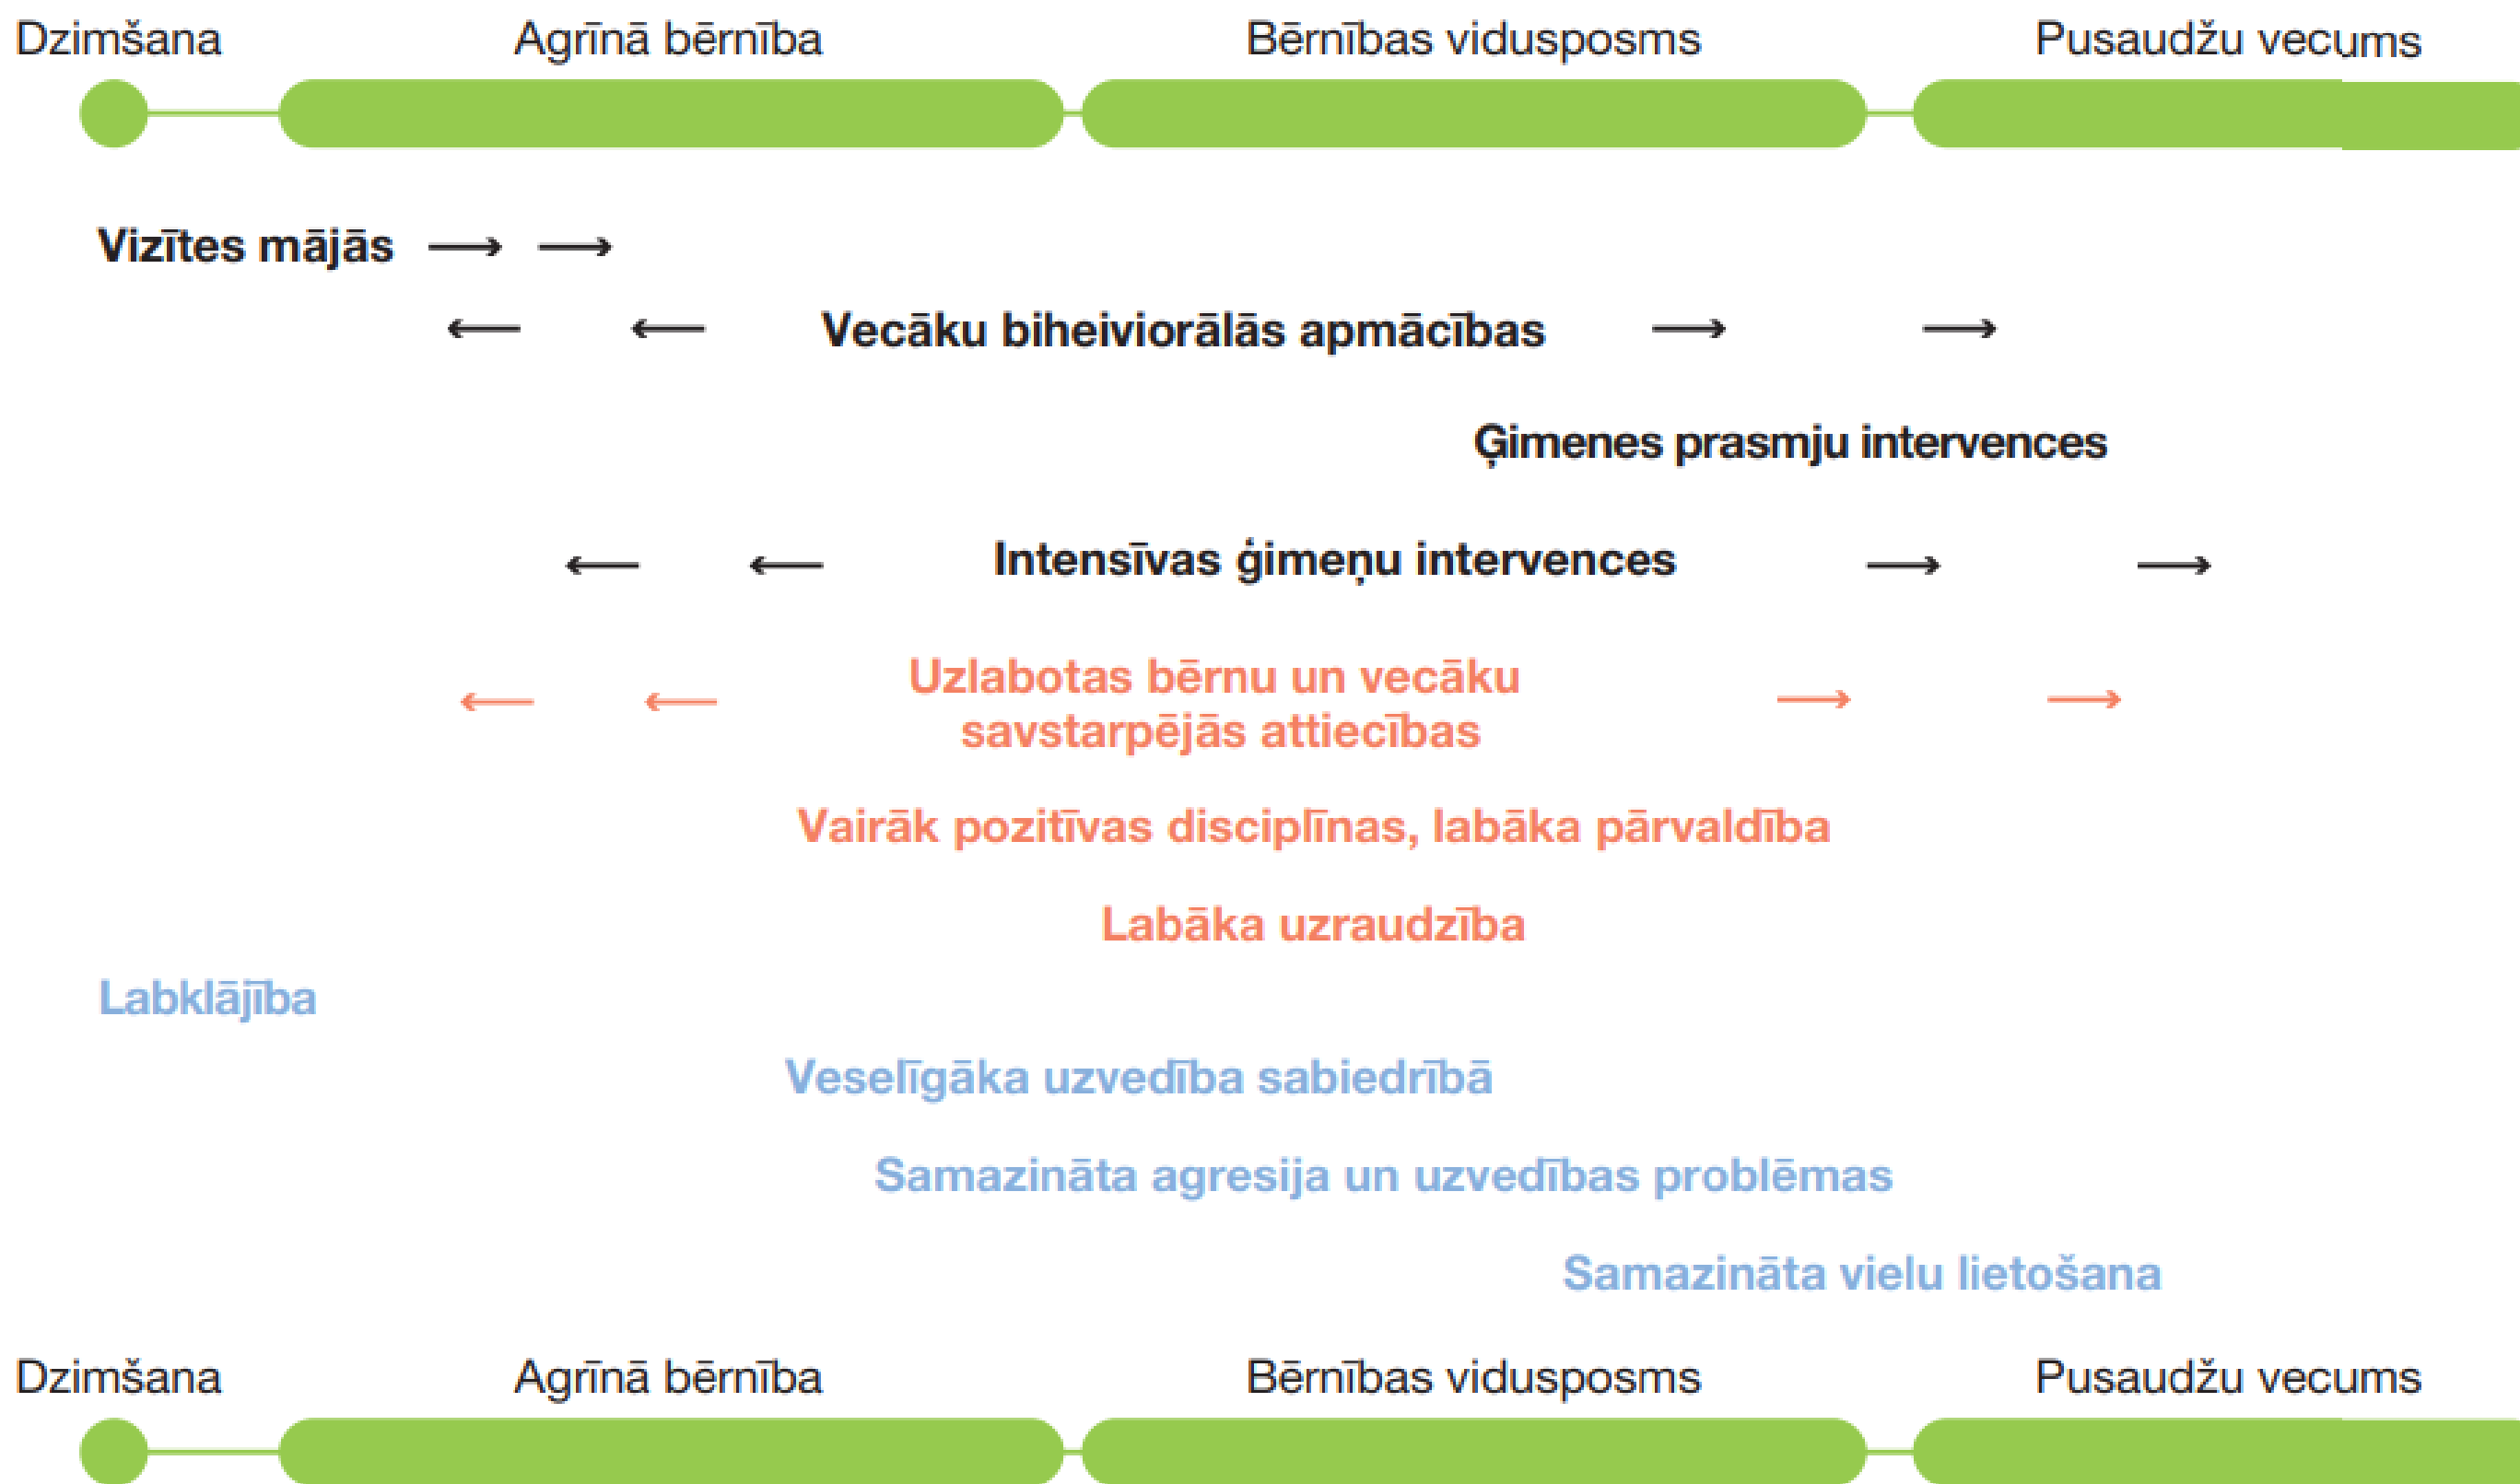 Dzimšana Agrīnā bērnība Bērnības vidusposms Pusaudžu vecums
Vizītes mājās → →
← ← Vecāku biheiviorālās apmācības → →
Ģimenes prasmju intervences
← ← Intensīvas ģimeņu intervences → →
Uzlabotas bērnu un vecāku
← ← savstarpējās attiecības → →
Vairāk pozitīvas disciplīnas, labāka pārvaldība
Labāka uzraudzība
Labklājība
Veselīgāka uzvedība sabiedrībā
Samazināta agresija un uzvedības problēmas
Samazināta vielu lietošana
Dzimšana Agrīnā bērnība Bērnības vidusposms Pusaudžu vecums